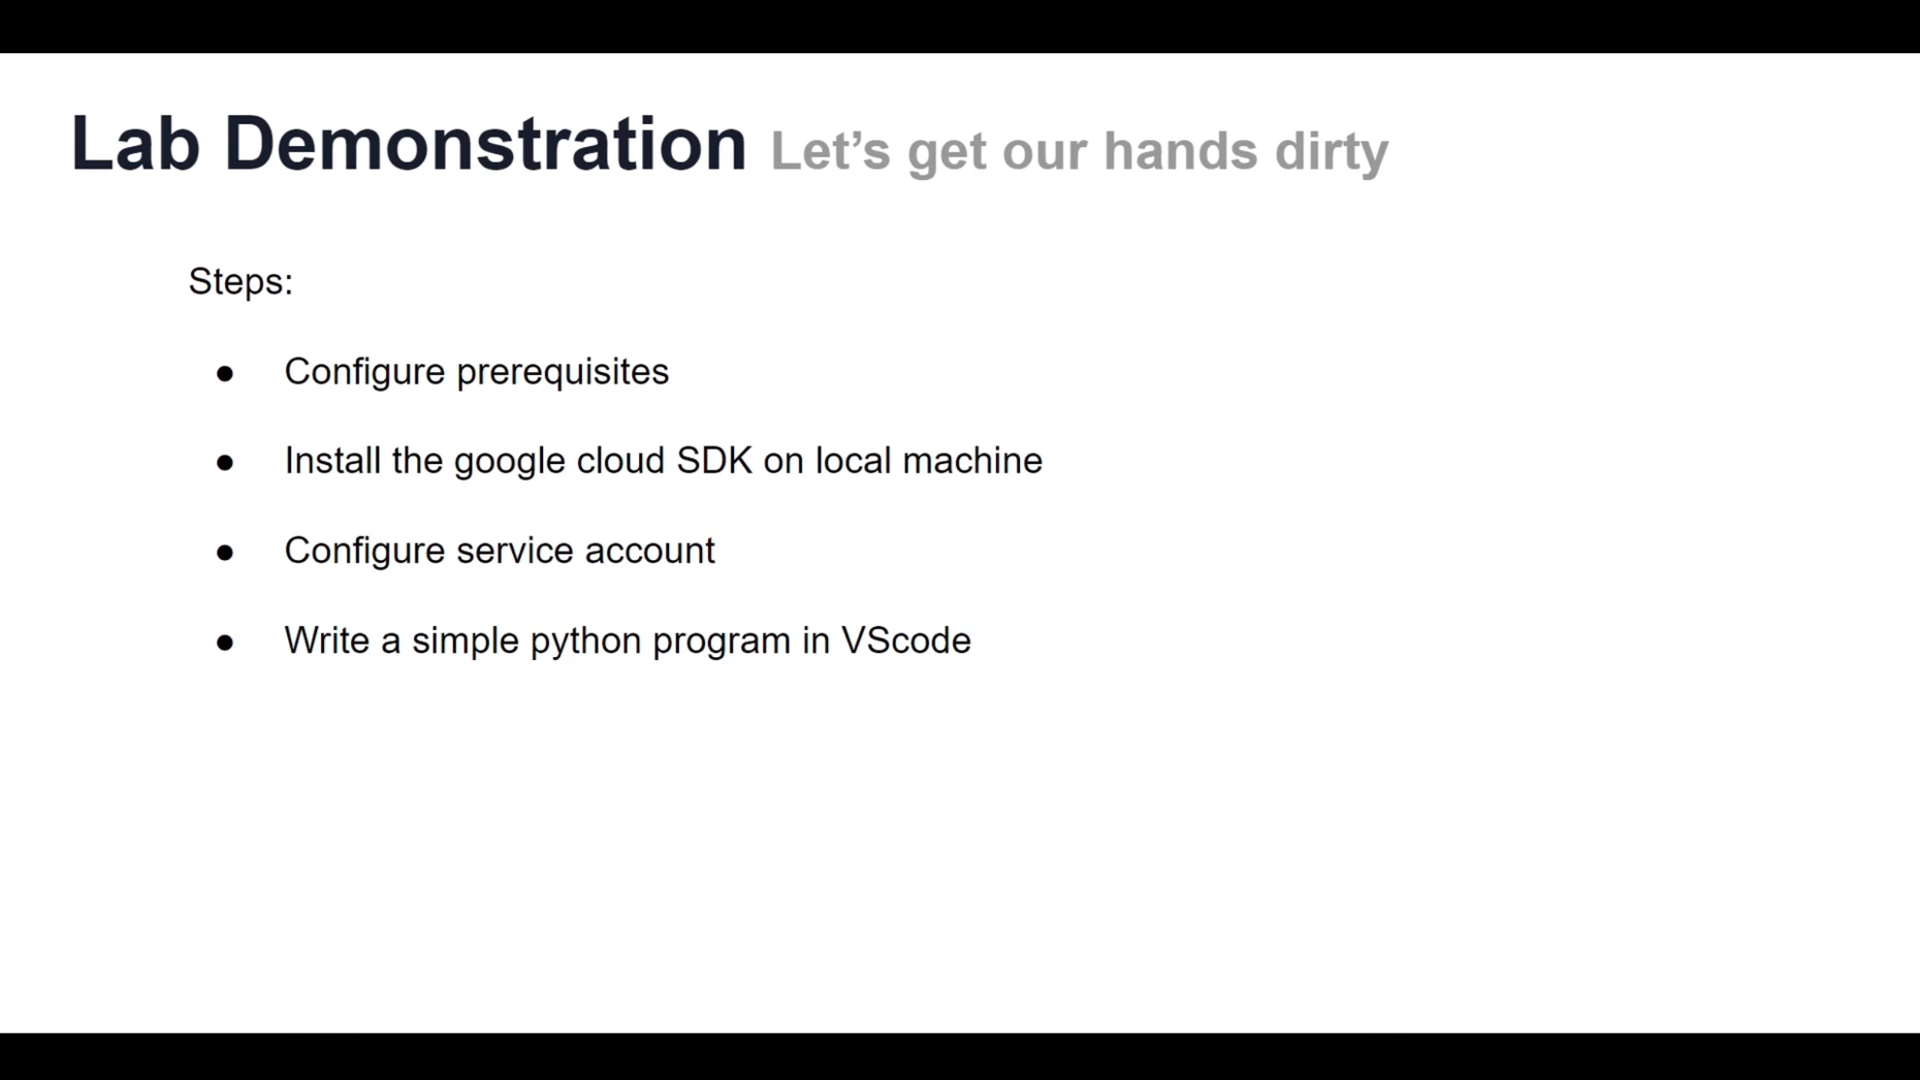 Lab Demonstration Let’s get our hands dirty
Steps:
● Configure prerequisites
● Install the google cloud SDK on local machine
● Configure service account
● Write a simple python program in VScode